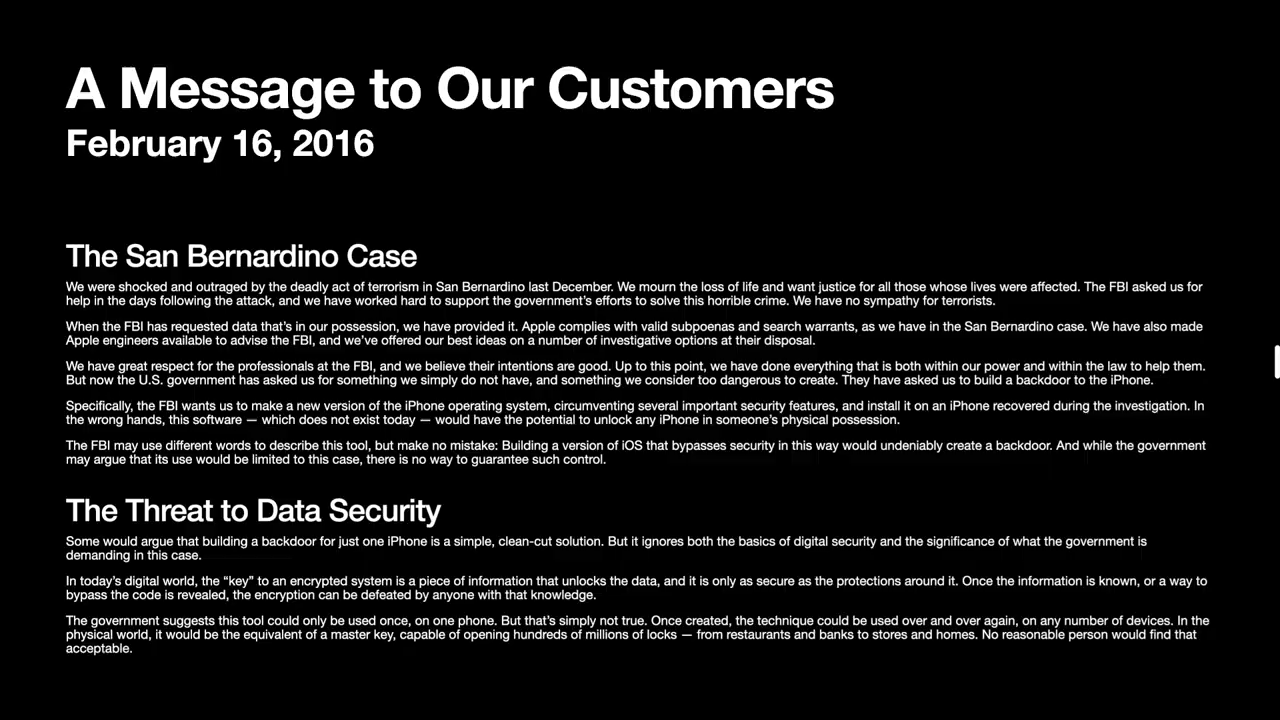 A Message to Our Customers
February 16, 2016
The San Bernardino Case
We were shocked and outraged by the deadly act of terrorism in San Bernardino last December. We mourn the loss of life and want justice for all those whose lives were affected. The FBI asked us for
help in the days following the attack, and we have worked hard to support the government’s efforts to solve this horrible crime. We have no sympathy for terrorists.
When the FBI has requested data that’s in our possession, we have provided it. Apple complies with valid subpoenas and search warrants, as we have in the San Bernardino case. We have also made
Apple engineers available to advise the FBI, and we’ve offered our best ideas on a number of investigative options at their disposal.
We have great respect for the professionals at the FBI, and we believe their intentions are good. Up to this point, we have done everything that is both within our power and within the law to help them.
But now the U.S. government has asked us for something we simply do not have, and something we consider too dangerous to create. They have asked us to build a backdoor to the iPhone.
Specifically, the FBI wants us to make a new version of the iPhone operating system, circumventing several important security features, and install it on an iPhone recovered during the investigation. In
the wrong hands, this software — which does not exist today — would have the potential to unlock any iPhone in someone’s physical possession.
The FBI may use different words to describe this tool, but make no mistake: Building a version of iOS that bypasses security in this way would undeniably create a backdoor. And while the government
may argue that its use would be limited to this case, there is no way to guarantee such control.
The Threat to Data Security
Some would argue that building a backdoor for just one iPhone is a simple, clean-cut solution. But it ignores both the basics of digital security and the significance of what the government is
demanding in this case.
In today’s digital world, the “key” to an encrypted system is a piece of information that unlocks the data, and it is only as secure as the protections around it. Once the information is known, or a way to
bypass the code is revealed, the encryption can be defeated by anyone with that knowledge.
The government suggests this tool could only be used once, on one phone. But that’s simply not true. Once created, the technique could be used over and over again, on any number of devices. In the
physical world, it would be the equivalent of a master key, capable of opening hundreds of millions of locks — from restaurants and banks to stores and homes. No reasonable person would find that
acceptable.